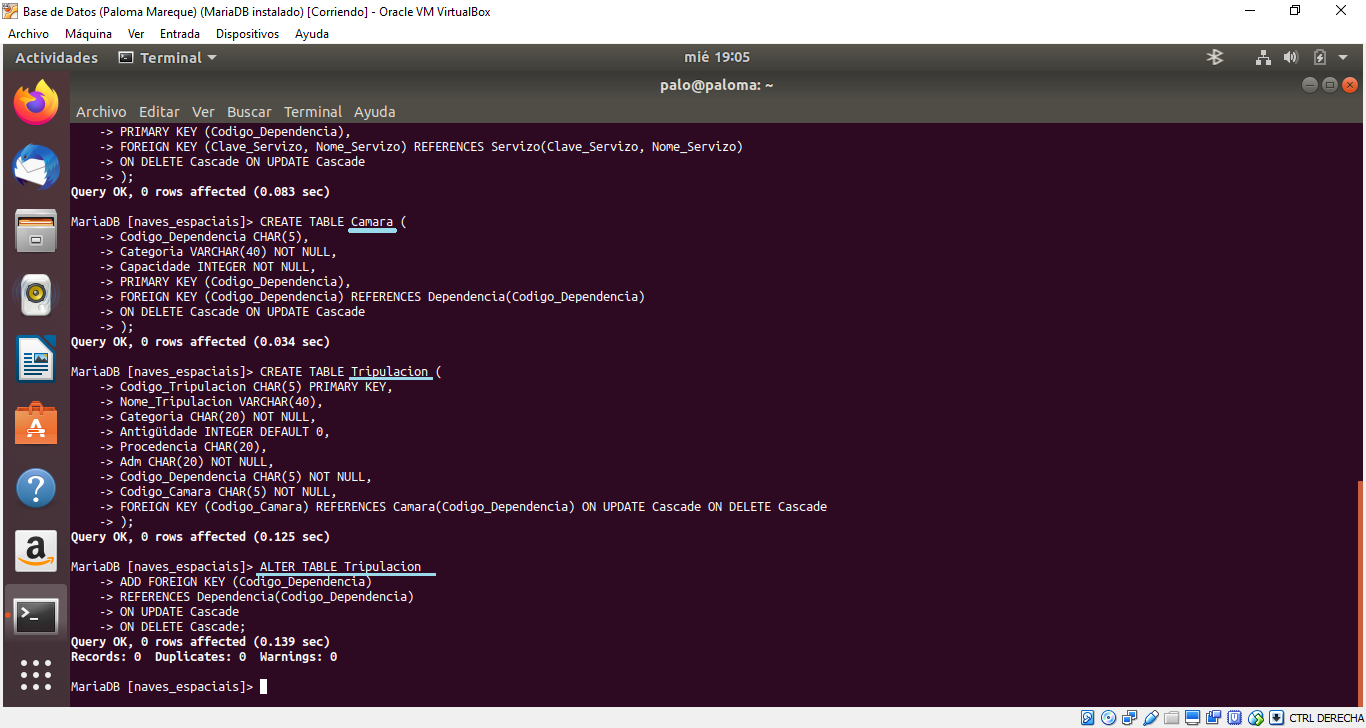 Base de Datos (Paloma Mareque) (MariaDB instalado) [Corriendo] - Oracle VM VirtualBox
Archivo Máquina Ver Entrada Dispositivos Ayuda
Actividades Terminal mié 19:05
palo@paloma: ~
Archivo Editar Ver Buscar Terminal Ayuda
-> PRIMARY KEY (Codigo_Dependencia),
-> FOREIGN KEY (Clave_Servizo, Nome_Servizo) REFERENCES Servizo(Clave_Servizo, Nome_Servizo)
-> ON DELETE Cascade ON UPDATE Cascade
-> );
Query OK, 0 rows affected (0.083 sec)
MariaDB [naves_espaciais]> CREATE TABLE Camara (
-> Codigo_Dependencia CHAR(5),
-> Categoria VARCHAR(40) NOT NULL,
-> Capacidade INTEGER NOT NULL,
-> PRIMARY KEY (Codigo_Dependencia),
-> FOREIGN KEY (Codigo_Dependencia) REFERENCES Dependencia(Codigo_Dependencia)
-> ON DELETE Cascade ON UPDATE Cascade
-> );
Query OK, 0 rows affected (0.034 sec)
MariaDB [naves_espaciais]> CREATE TABLE Tripulacion (
-> Codigo_Tripulacion CHAR(5) PRIMARY KEY,
-> Nome_Tripulacion VARCHAR(40),
-> Categoria CHAR(20) NOT NULL,
-> Antigüidade INTEGER DEFAULT 0,
-> Procedencia CHAR(20),
-> Adm CHAR(20) NOT NULL,
-> Codigo_Dependencia CHAR(5) NOT NULL,
-> Codigo_Camara CHAR(5) NOT NULL,
-> FOREIGN KEY (Codigo_Camara) REFERENCES Camara(Codigo_Dependencia) ON UPDATE Cascade ON DELETE Cascade
-> );
Query OK, 0 rows affected (0.125 sec)
MariaDB [naves_espaciais]> ALTER TABLE Tripulacion
-> ADD FOREIGN KEY (Codigo_Dependencia)
-> REFERENCES Dependencia(Codigo_Dependencia)
-> ON UPDATE Cascade
-> ON DELETE Cascade;
Query OK, 0 rows affected (0.139 sec)
Records: 0 Duplicates: 0 Warnings: 0
MariaDB [naves_espaciais]>
CTRL DERECHA